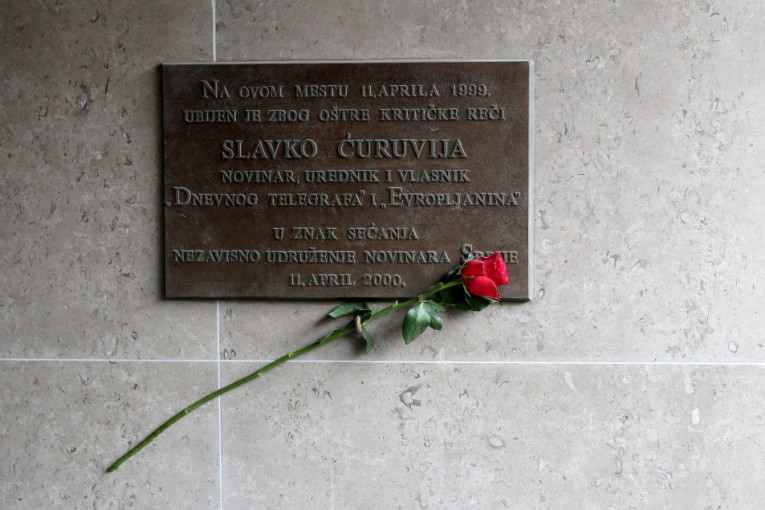 NA OVOM MESTU 11. APRILA 1999.
UBIJEN JE ZBOG OŠTRE KRITIČKE REČI
SLAVKO ĆURUVIJA
NOVINAR, UREDNIK I VLASNIK
„DNEVNOG TELEGRAFA” I „EVROPLJANINA”
U ZNAK SEĆANJA
NEZAVISNO UDRUŽENJE NOVINARA
11. APRIL 2000.